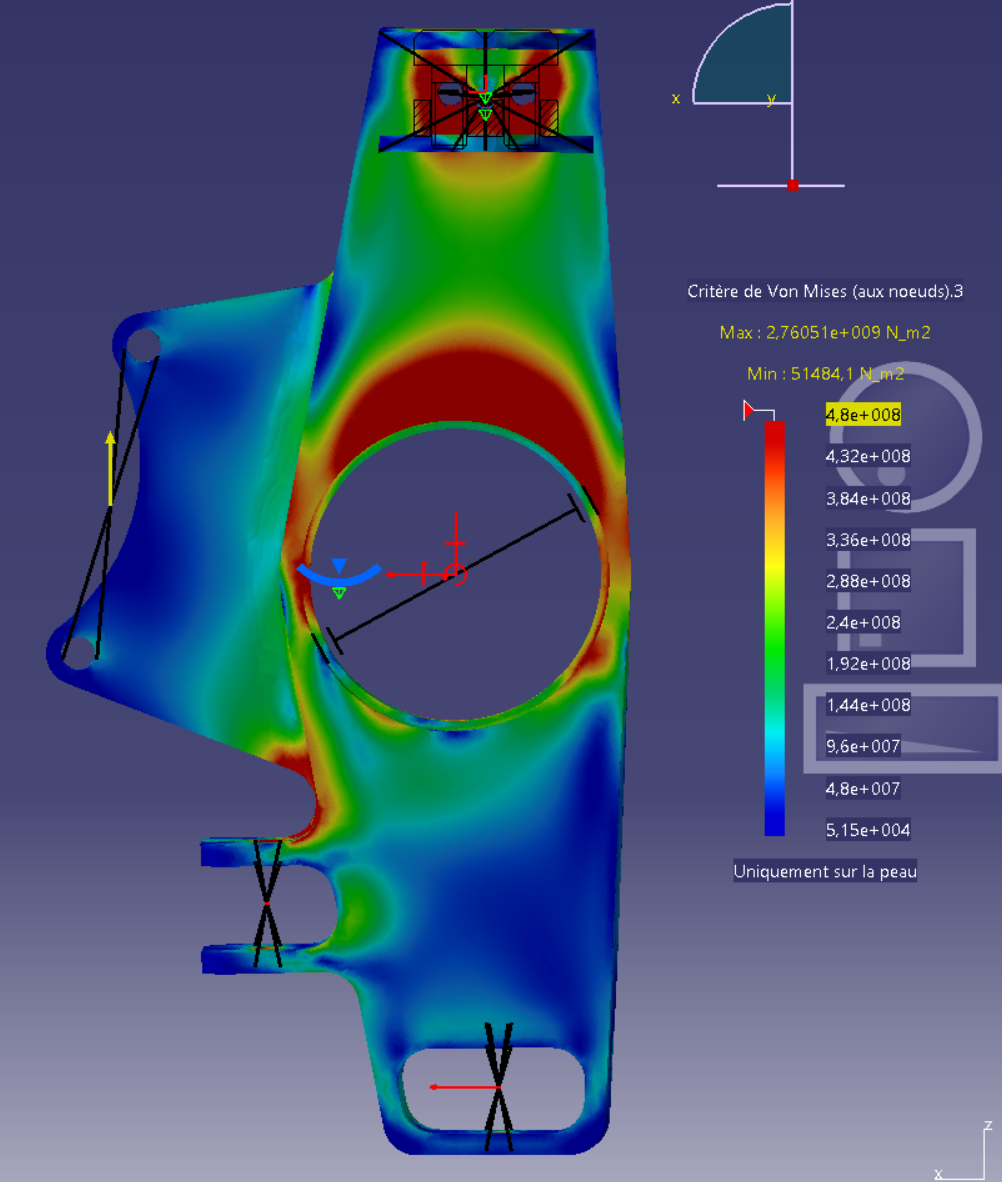 x
y
Critère de Von Mises (aux noeuds).3
Max : 2,76051e+009 N_m2
Min : 51484,1 N_m2
4,8e+008
4,32e+008
3,84e+008
3,36e+008
2,88e+008
2,4e+008
1,92e+008
1,44e+008
9,6e+007
4,8e+007
5,15e+004
Uniquement sur la peau
z
x